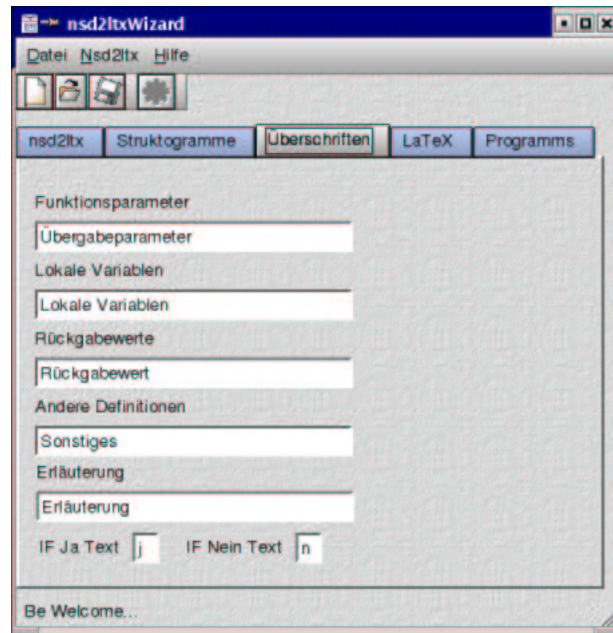 nsd2ltxWizard
Datei Nsd2ltx Hilfe
nsd2ltx Struktogramme Überschriften LaTeX Programms
Funktionsparameter
Übergabeparameter
Lokale Variablen
Lokale Variablen
Rückgabewerte
Rückgabewert
Andere Definitionen
Sonstiges
Erläuterung
Erläuterung
IF Ja Text j IF Nein Text n
Be Welcome...